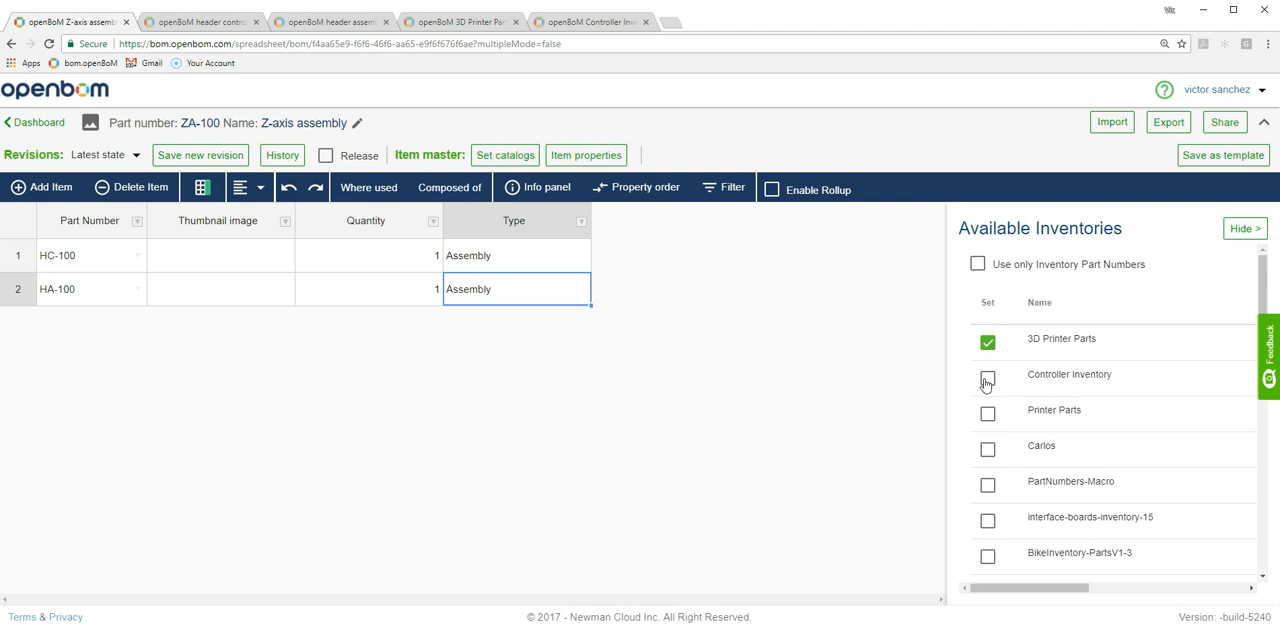 openBoM Z-axis assemb
openBoM header contro
openBoM header assem
openBoM 3D Printer Par
openBoM Controller Inv
Vic
Secure
https://bom.openbom.com/spreadsheet/bom/f4aa65e9-f6f6-46f6-aa65-e9f6f676f6ae?multipleMode=false
Apps
bom.openBoM
Gmail
Your Account
openbom
? victor sanchez
Dashboard
Part number: ZA-100 Name: Z-axis assembly
Import
Export
Share
Revisions: Latest state
Save new revision
History
Release
Item master:
Set catalogs
Item properties
Save as template
Add Item
Delete Item
Where used
Composed of
Info panel
Property order
Filter
Enable Rollup
Part Number
Thumbnail image
Quantity
Type
1 HC-100 1 Assembly
2 HA-100 1 Assembly
Available Inventories
Hide >
Use only Inventory Part Numbers
Set Name
3D Printer Parts
Controller Inventory
Printer Parts
Carlos
PartNumbers-Macro
interface-boards-inventory-15
BikeInventory-PartsV1-3
Feedback
Terms & Privacy
© 2017 - Newman Cloud Inc. All Right Reserved.
Version: -build-5240